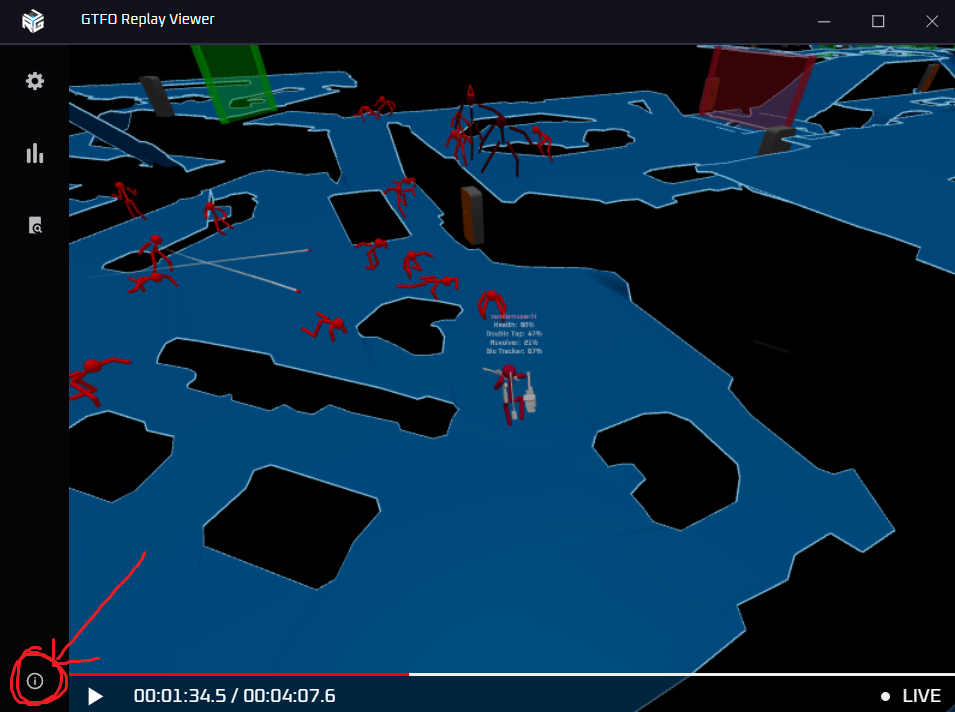 GTFO Replay Viewer
Health: 90%
Double Tap: 47%
Revolver: 21%
Bio Tracker: 67%
00:01:34.5 / 00:04:07.6
LIVE